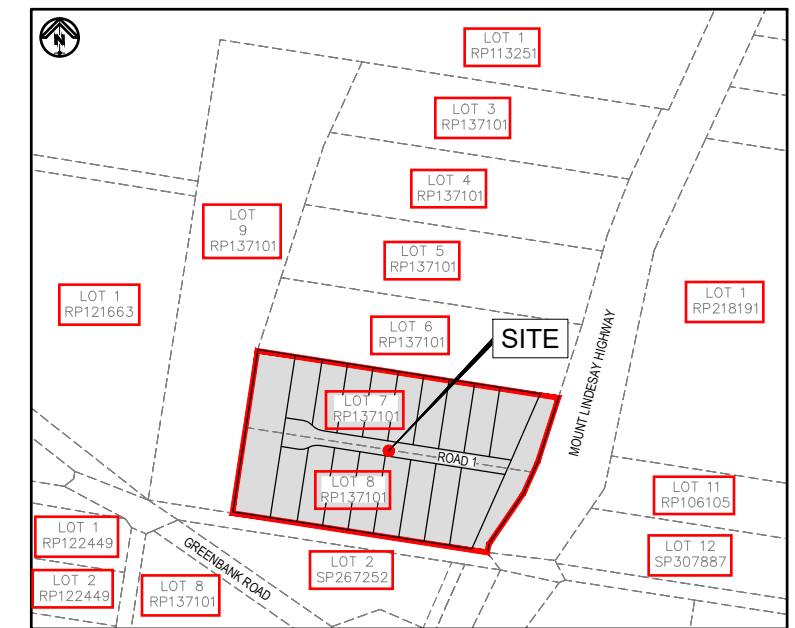 N
LOT 1
RP113251
LOT 3
RP137101
LOT 4
RP137101
LOT
9
RP137101
LOT 5
RP137101
LOT 1
RP121663
LOT 1
RP218191
LOT 6
RP137101
SITE
MOUNT LINDESAY HIGHWAY
LOT 7
RP137101
ROAD 1
LOT 8
RP137101
LOT 11
RP106105
LOT 1
RP122449
LOT 12
SP307887
GREENBANK ROAD
LOT 2
SP267252
LOT 2
RP122449
LOT 8
RP137101